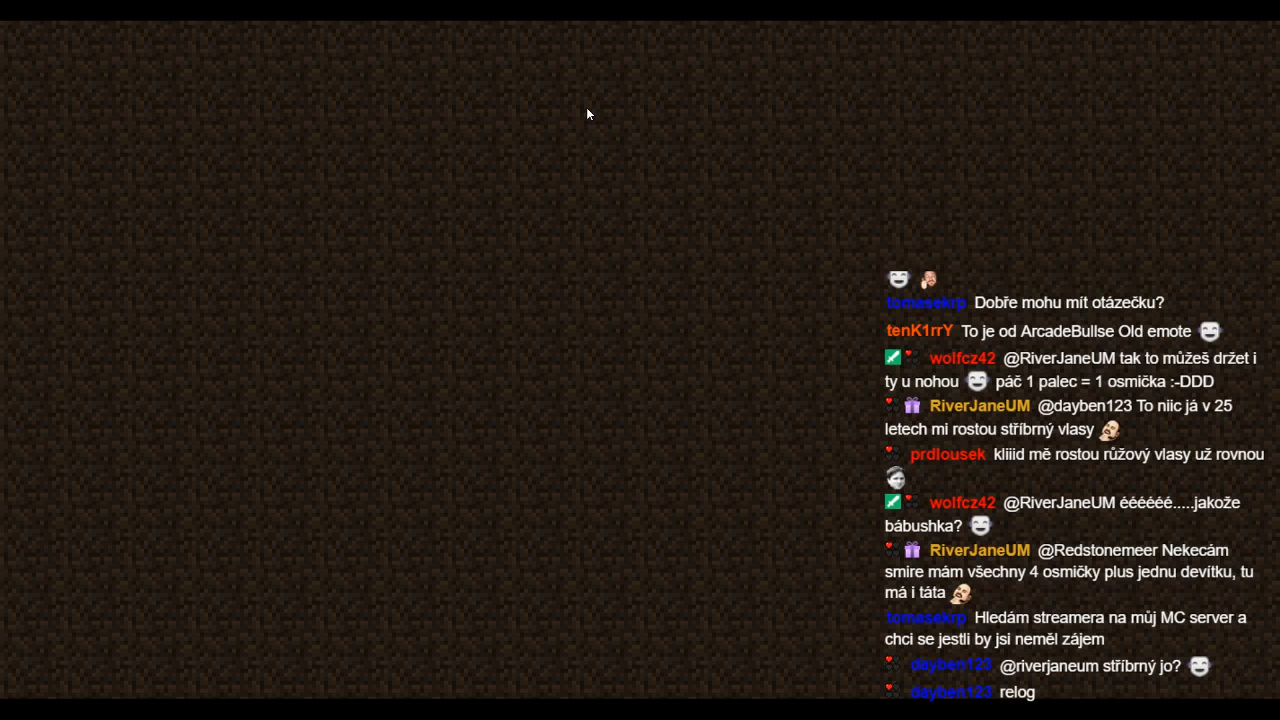 tomasekrp Dobře mohu mít otázečku?
tenK1rrY To je od ArcadeBullse Old emote
wolfcz42 @RiverJaneUM tak to můžeš držet i
ty u nohou páč 1 palec = 1 osmička :-DDD
RiverJaneUM @dayben123 To niic já v 25
letech mi rostou stříbrný vlasy
prdlousek kliiid mě rostou růžový vlasy už rovnou
wolfcz42 @RiverJaneUM éééééé.....jakože
bábushka?
RiverJaneUM @Redstonemeer Nekecám
smire mám všechny 4 osmičky plus jednu devítku, tu
má i táta
tomasekrp Hledám streamera na můj MC server a
chci se jestli by jsi neměl zájem
dayben123 @riverjaneum stříbrný jo?
dayben123 relog